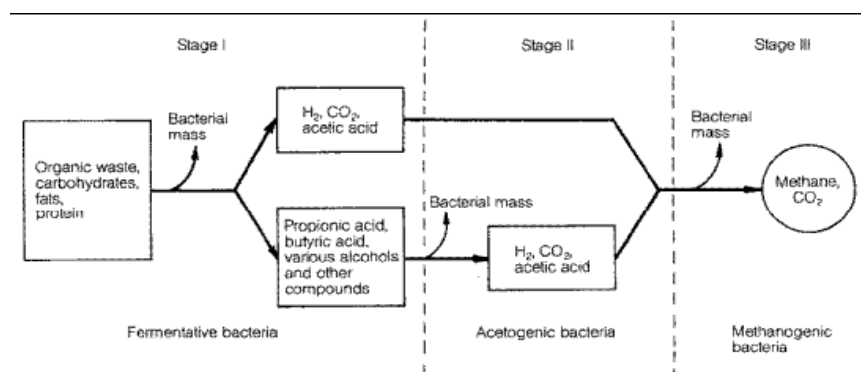 Stage I
Stage II
Stage III
Bacterial
mass
H₂, CO₂,
acetic acid
Bacterial
mass
Organic waste,
carbohydrates,
fats,
protein
Methane,
CO₂
Propionic acid,
butyric acid,
various alcohols
and other
compounds
Bacterial mass
H₂, CO₂,
acetic acid
Fermentative bacteria
Acetogenic bacteria
Methanogenic
bacteria